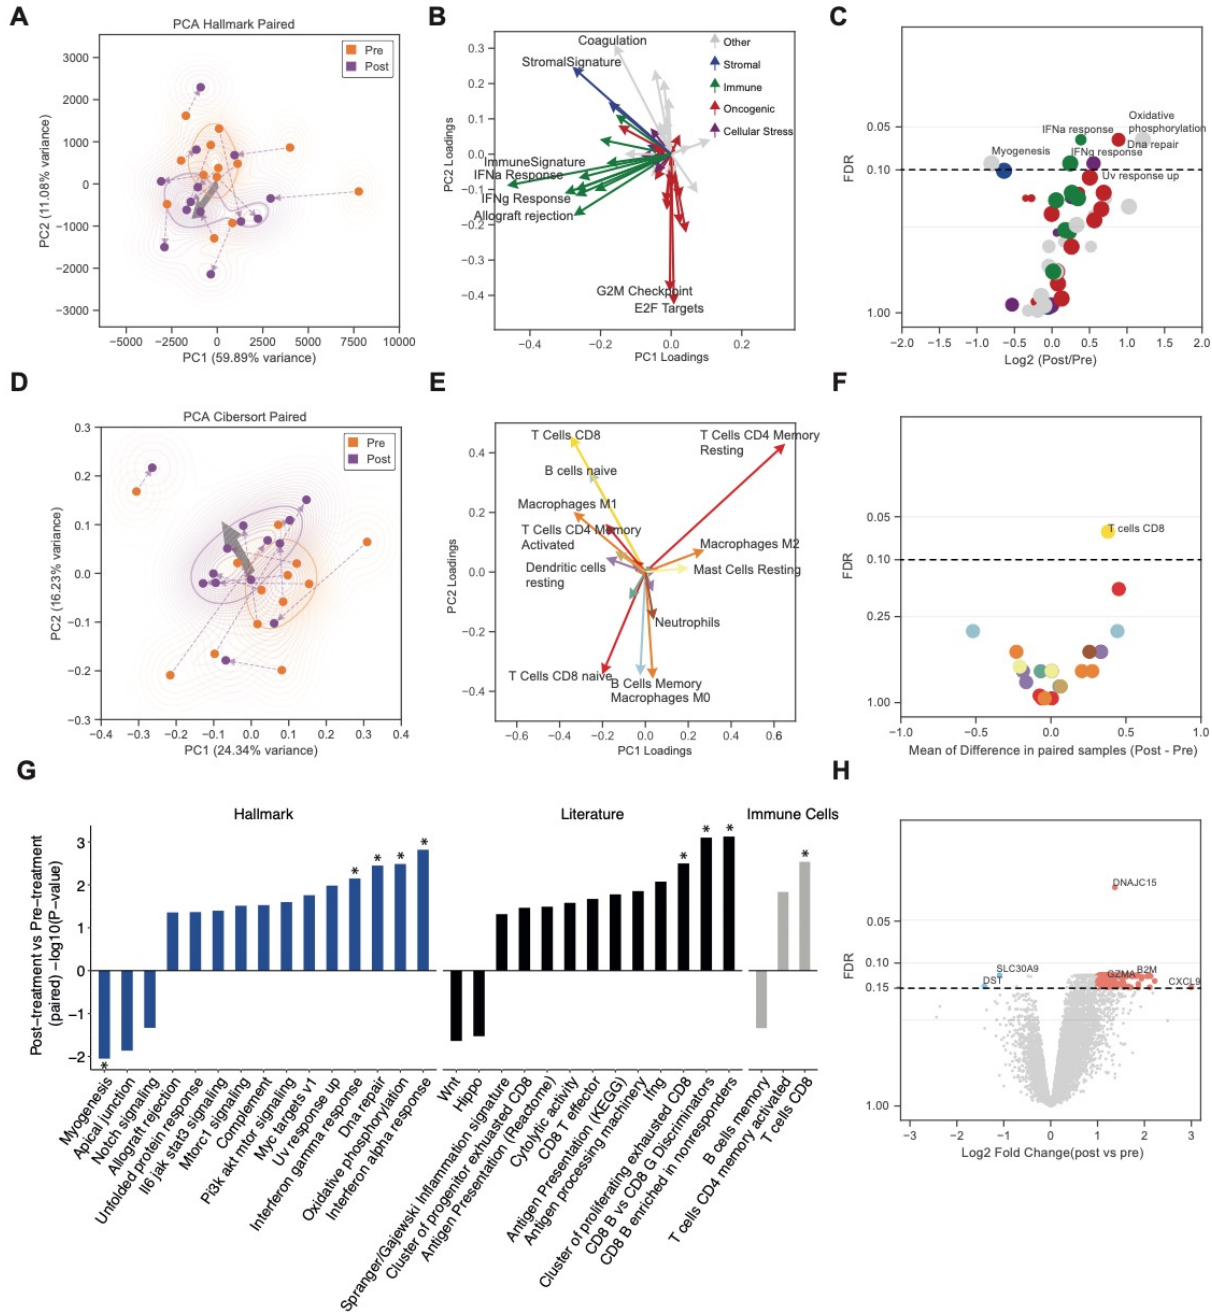 A
PCA Hallmark Paired
Pre
Post
3000
2000
1000
0
−1000
−2000
−3000
PC2 (11.08% variance)
−5000 −2500 0 2500 5000 7500 10000
PC1 (59.89% variance)
B
Coagulation
StromalSignature
ImmuneSignature
IFNa Response
IFNg Response
Allograft rejection
G2M Checkpoint
E2F Targets
Other
Stromal
Immune
Oncogenic
Cellular Stress
0.3
0.2
0.1
0.0
−0.1
−0.2
−0.3
−0.4
PC2 Loadings
−0.4 −0.2 0.0 0.2
PC1 Loadings
C
Oxidative
phosphorylation
IFNa response
Dna repair
Myogenesis
IFNg response
Uv response up
0.05
0.10
1.00
FDR
−2.0 −1.5 −1.0 −0.5 0.0 0.5 1.0 1.5 2.0
Log2 (Post/Pre)
D
PCA Cibersort Paired
Pre
Post
0.3
0.2
0.1
0.0
−0.1
−0.2
−0.3
PC2 (16.23% variance)
−0.4 −0.3 −0.2 −0.1 0.0 0.1 0.2 0.3 0.4
PC1 (24.34% variance)
E
T Cells CD8
T Cells CD4 Memory
Resting
B cells naive
Macrophages M1
T Cells CD4 Memory
Activated
Macrophages M2
Dendritic cells
resting
Mast Cells Resting
Neutrophils
T Cells CD8 naive
B Cells Memory
Macrophages M0
0.4
0.2
0.0
−0.2
−0.4
PC2 Loadings
−0.6 −0.4 −0.2 0.0 0.2 0.4 0.6
PC1 Loadings
F
T cells CD8
0.05
0.10
0.25
1.00
FDR
−1.0 −0.5 0.0 0.5 1.0
Mean of Difference in paired samples (Post - Pre)
G
Hallmark
Literature
Immune Cells
Post−treatment vs Pre−treatment
(paired) −log10(P−value)
3
2
1
0
−1
−2
* * * * * * * * *
Myogenesis
Apical junction
Notch signaling
Allograft rejection
Unfolded protein response
Il6 jak stat3 signaling
Mtorc1 signaling
Complement
Pi3k akt mtor signaling
Myc targets v1
Uv response up
Interferon gamma response
Dna repair
Oxidative phosphorylation
Interferon alpha response
Wnt
Hippo
Spranger/Gajewski Inflannation signature
Cluster of progenitor exhuasted CD8
Antigen Presentation (Reactome)
Cytolytic activity
CD8 T effector
Antigen Presentation (KEGG)
Antigen processing machinery
Ifng
Cluster of proliferating exhausted CD8
CD8 B vs CD8 G Discriminators
CD8 B enriched in nonresponders
B cells memory
T cells CD4 memory activated
T cells CD8
H
DNAJC15
SLC30A9
DST
GZMA
B2M
CXCL9
0.05
0.10
0.15
1.00
FDR
−3 −2 −1 0 1 2 3
Log2 Fold Change(post vs pre)